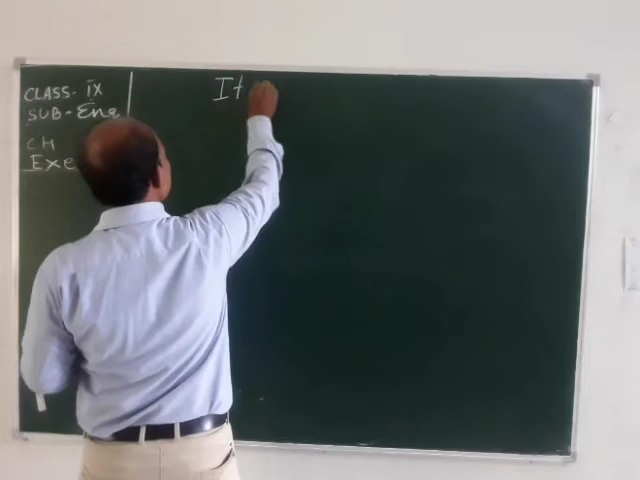 CLASS- IX
SUB- Eng
CH
Exe
It